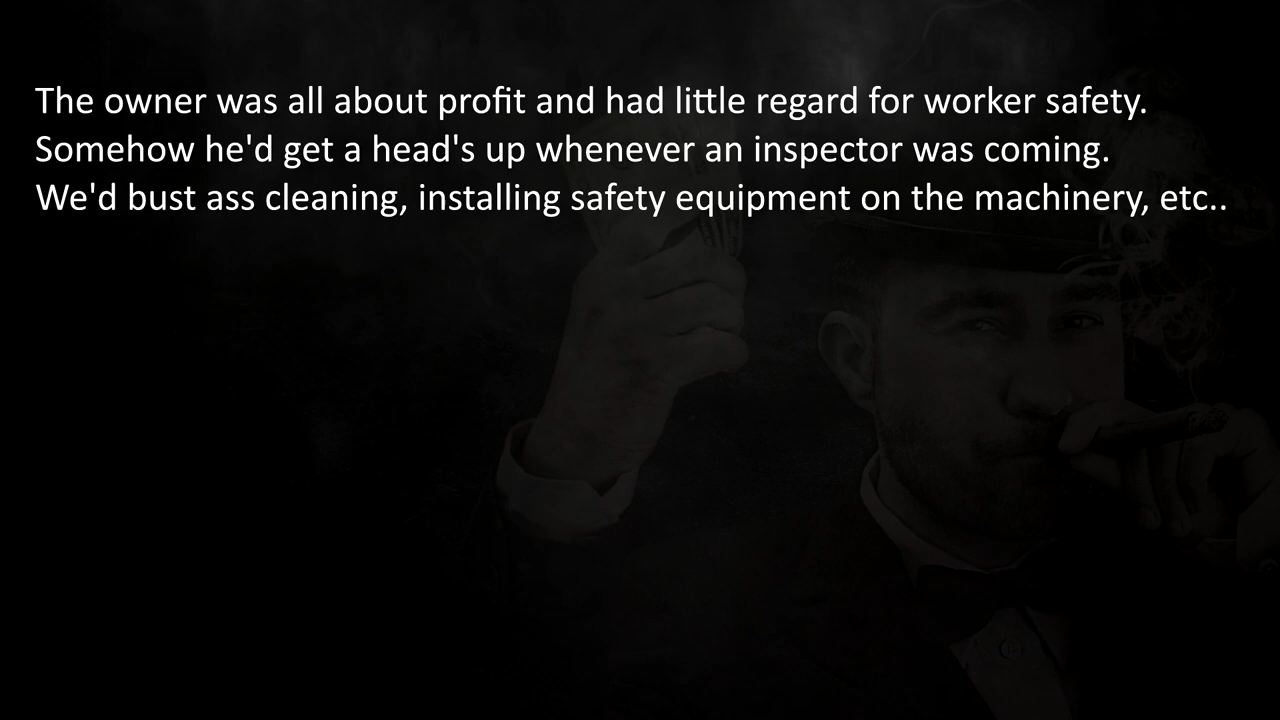 The owner was all about profit and had little regard for worker safety.
Somehow he'd get a head's up whenever an inspector was coming.
We'd bust ass cleaning, installing safety equipment on the machinery, etc..